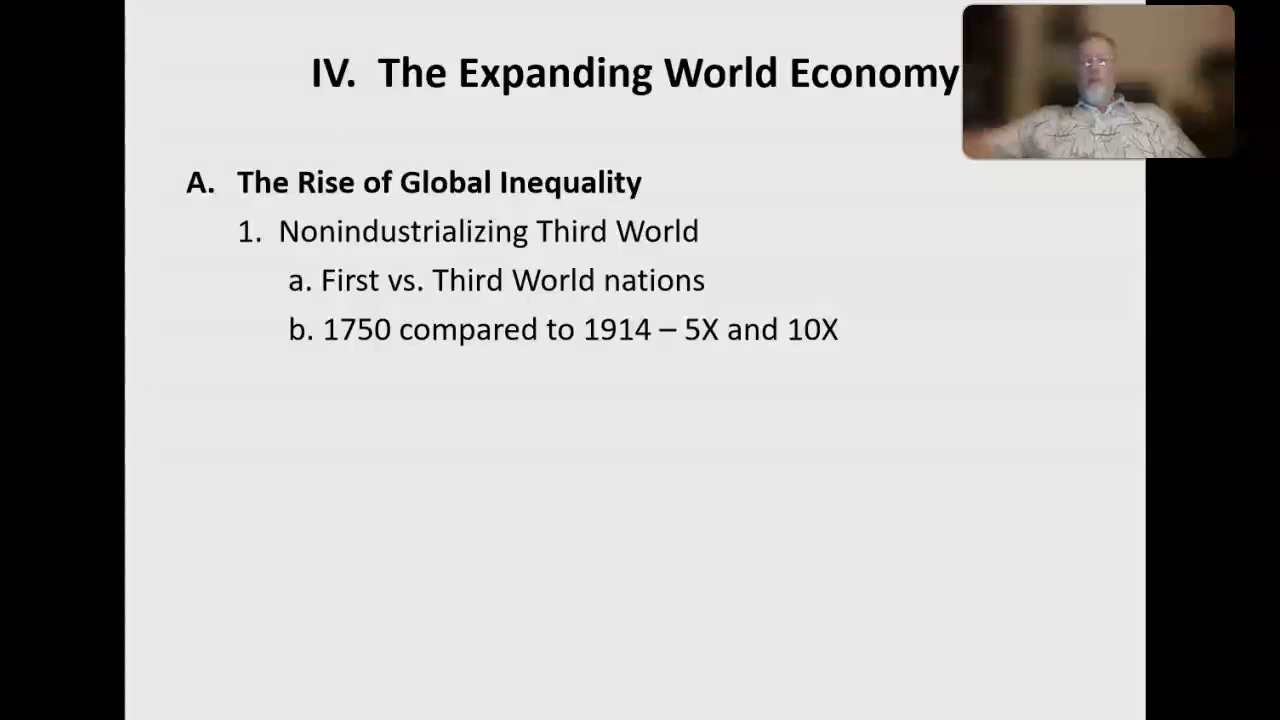 IV. The Expanding World Economy
A. The Rise of Global Inequality
1. Nonindustrializing Third World
a. First vs. Third World nations
b. 1750 compared to 1914 – 5X and 10X